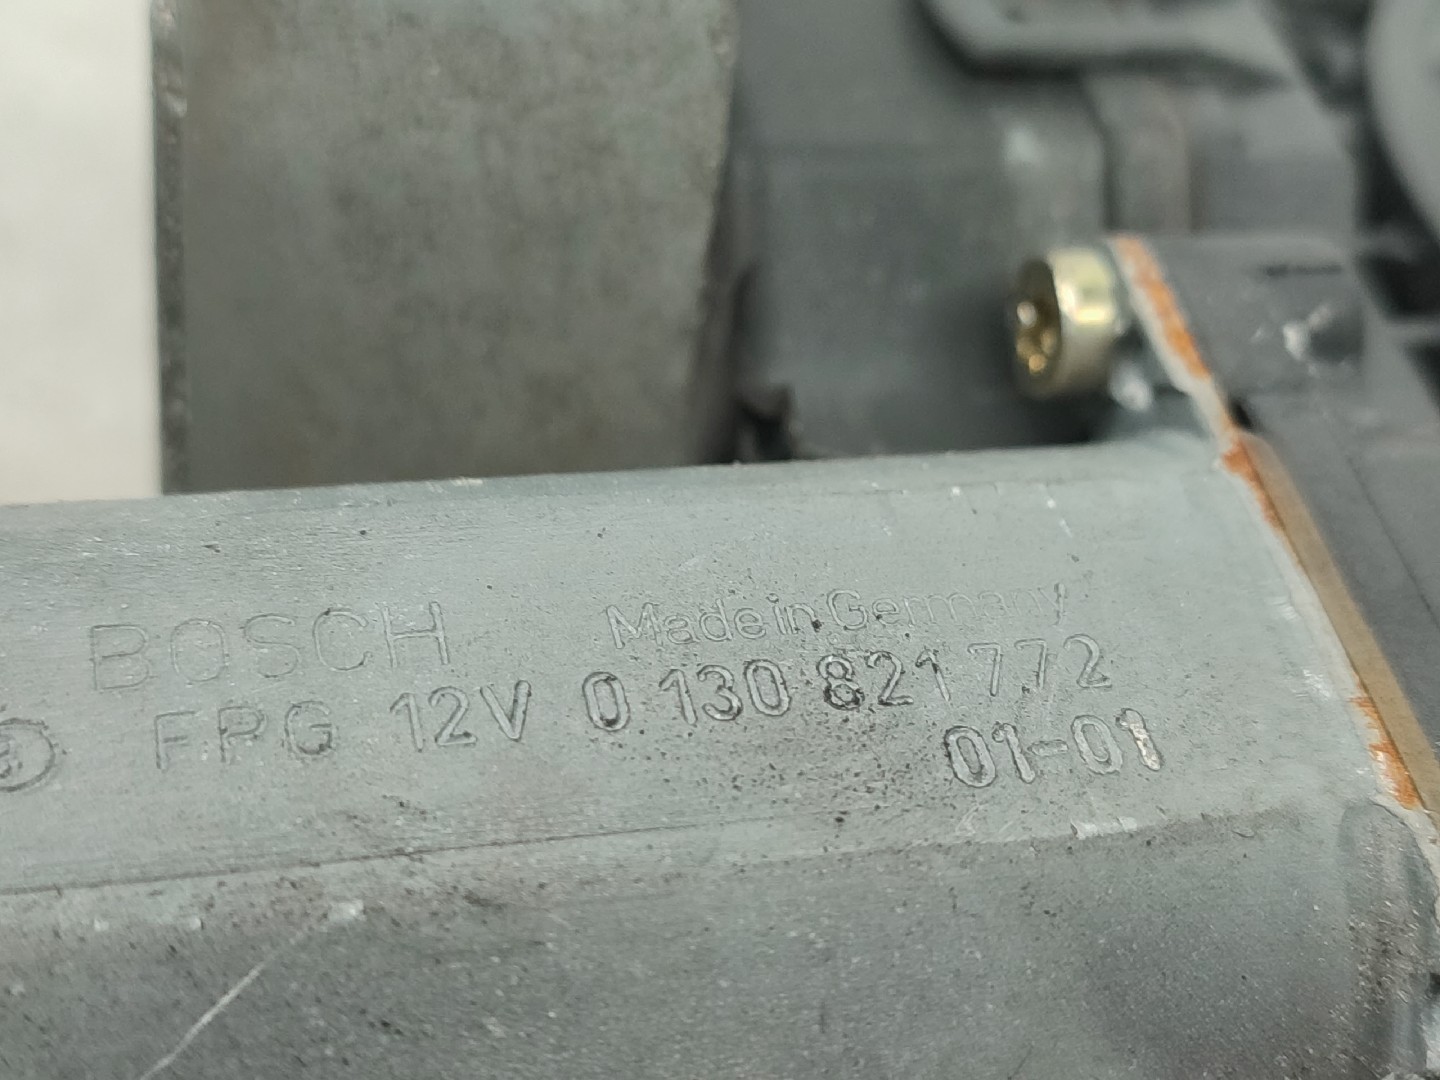 BOSCH Made in Germany
FPG 12V 0 130 821 772
01-01